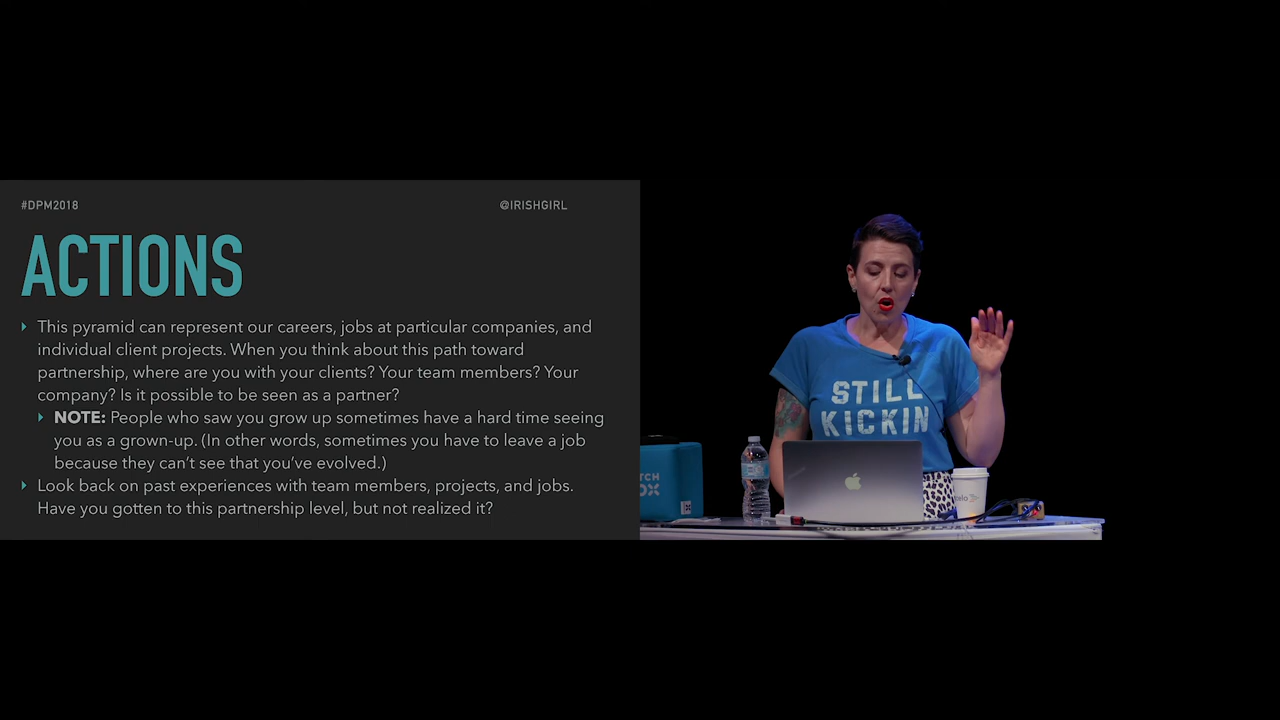 #DPM2018
@IRISHGIRL
ACTIONS
This pyramid can represent our careers, jobs at particular companies, and
individual client projects. When you think about this path toward
partnership, where are you with your clients? Your team members? Your
company? Is it possible to be seen as a partner?
NOTE: People who saw you grow up sometimes have a hard time seeing
you as a grown-up. (In other words, sometimes you have to leave a job
because they can't see that you've evolved.)
Look back on past experiences with team members, projects, and jobs.
Have you gotten to this partnership level, but not realized it?
STILL
KICKIN